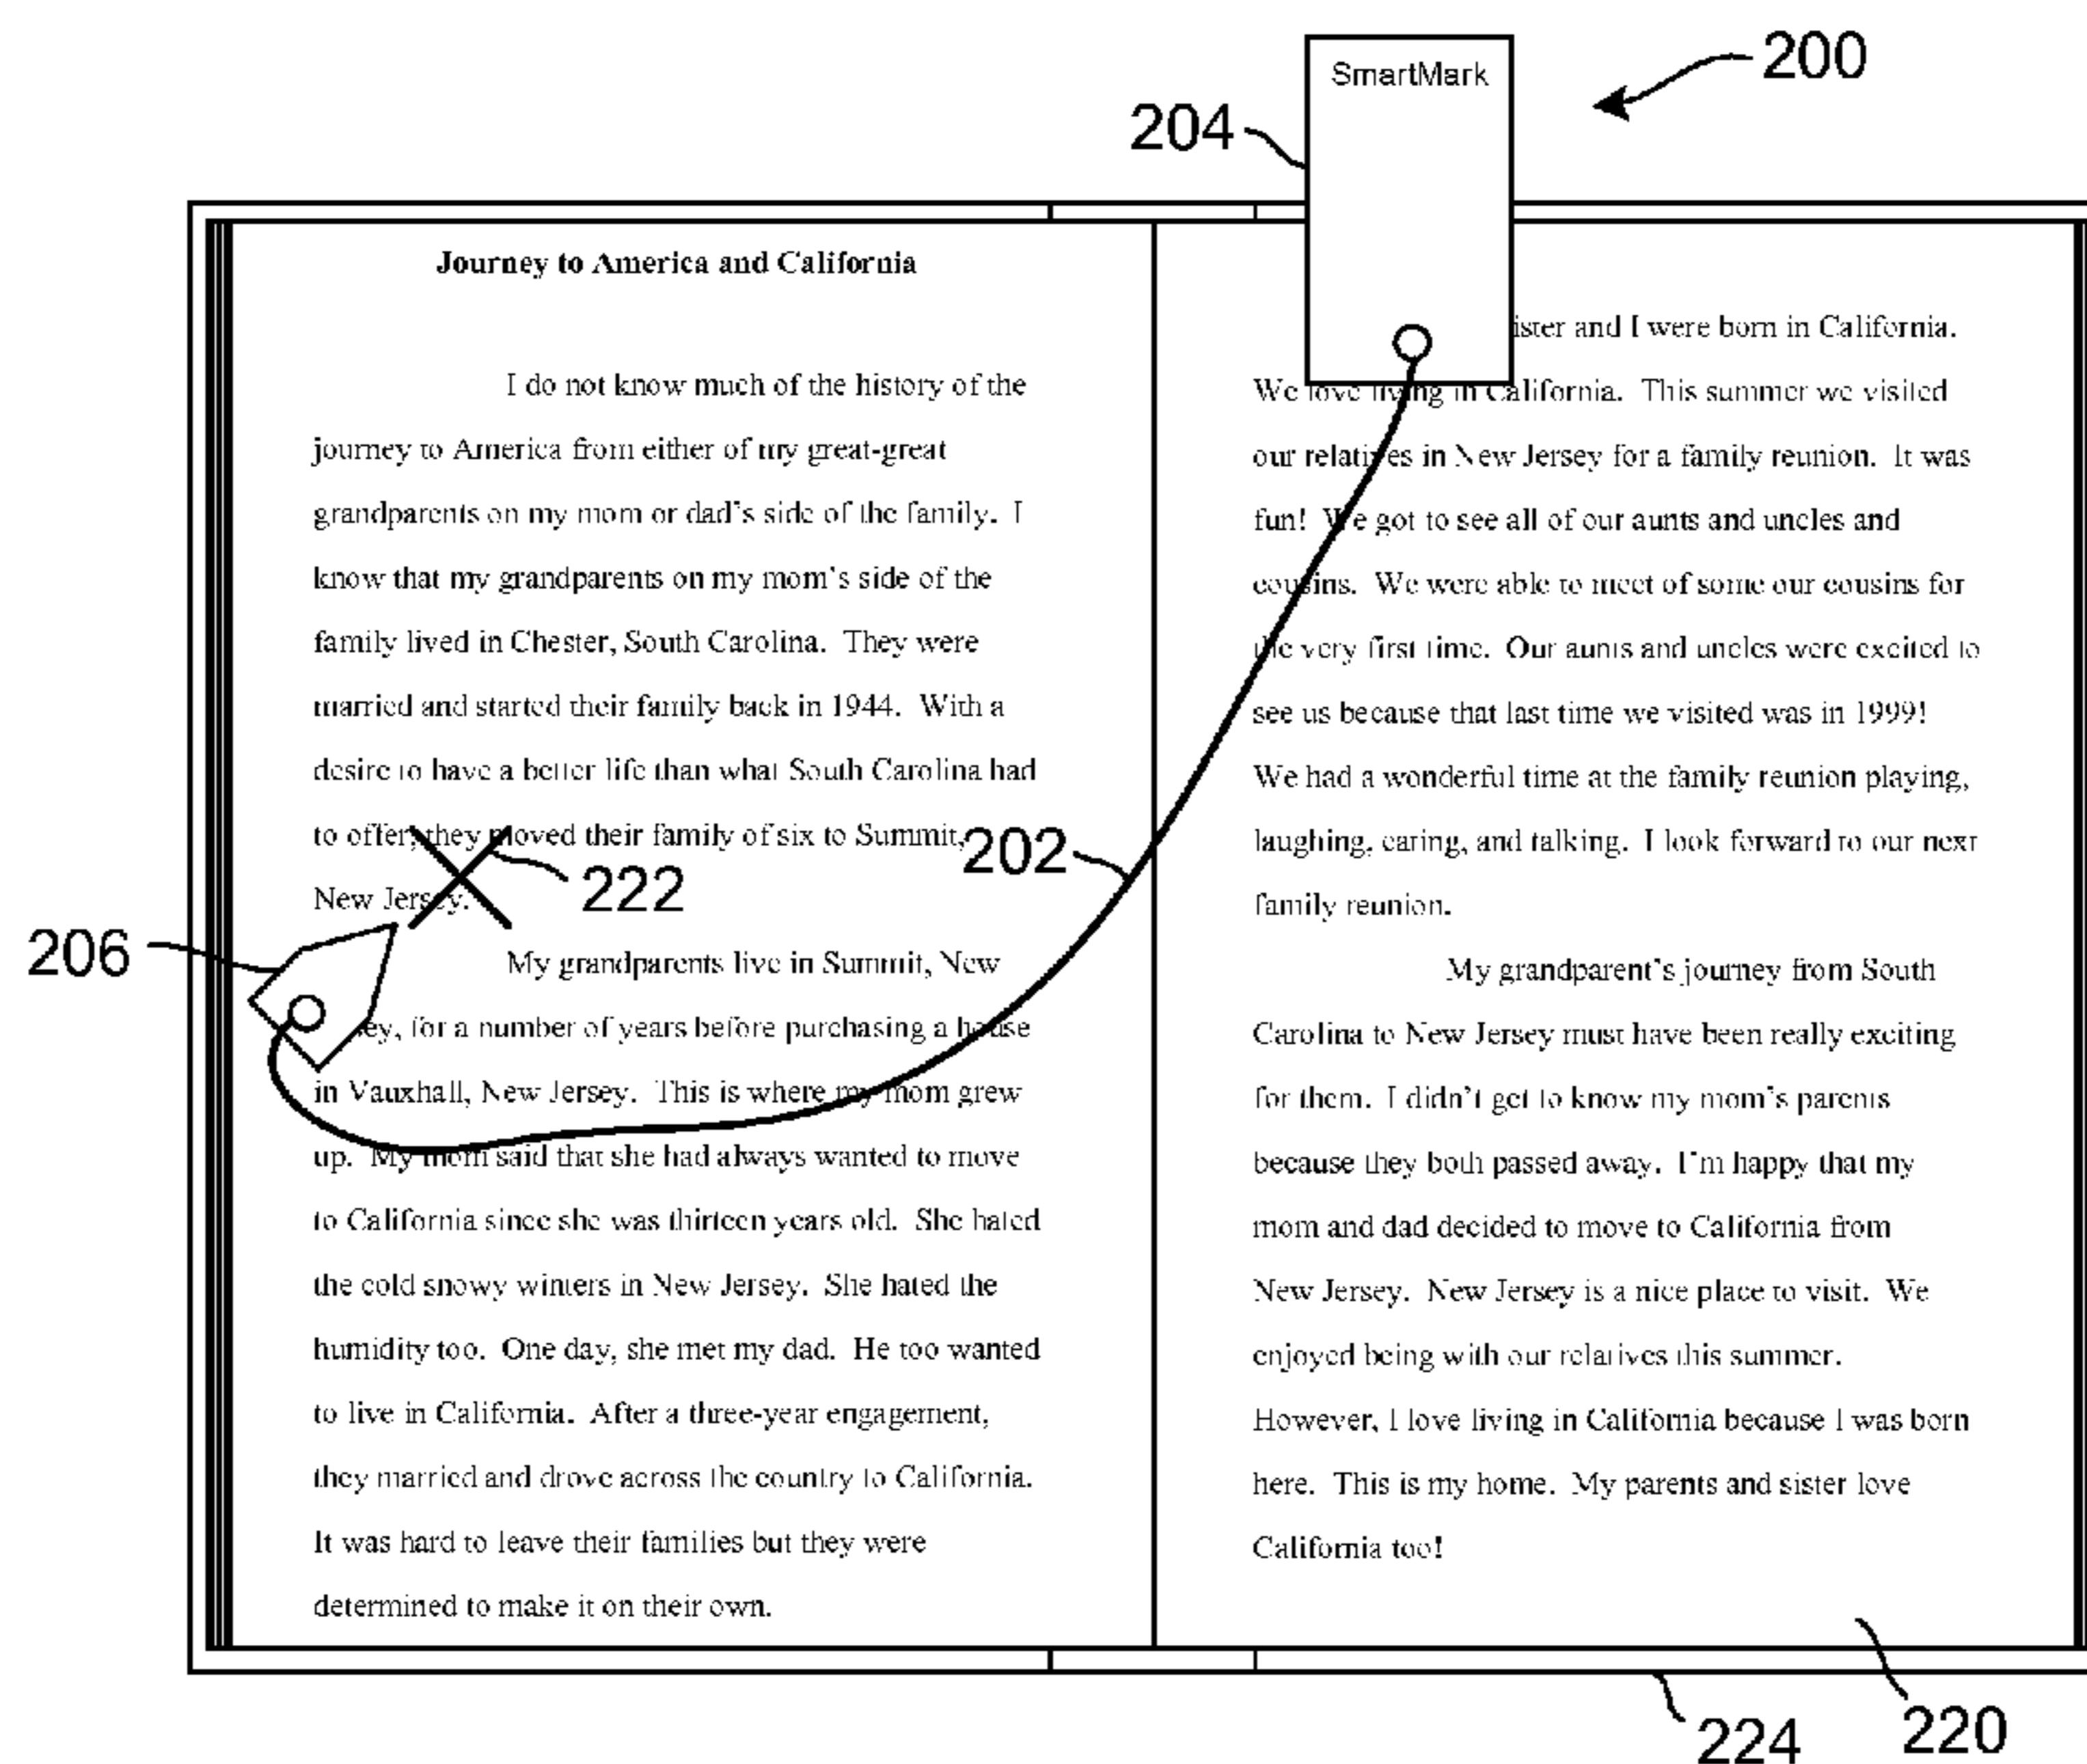 200
SmartMark
204
Journey to America and California
I do not know much of the history of the
journey to America from either of my great-great
grandparents on my mom or dad's side of the family. I
know that my grandparents on my mom's side of the
family lived in Chester, South Carolina. They were
married and started their family back in 1944. With a
desire to have a better life than what South Carolina had
to offer, they moved their family of six to Summit,
New Jersey.
My grandparents live in Summit, New
ey, for a number of years before purchasing a house
in Vauxhall, New Jersey. This is where my mom grew
up. My mom said that she had always wanted to move
to California since she was thirteen years old. She hated
the cold snowy winters in New Jersey. She hated the
humidity too. One day, she met my dad. He too wanted
to live in California. After a three-year engagement,
they married and drove across the country to California.
It was hard to leave their families but they were
determined to make it on their own.
ister and I were born in California.
We love living in California. This summer we visited
our relatives in New Jersey for a family reunion. It was
fun! We got to see all of our aunts and uncles and
cousins. We were able to meet of some our cousins for
the very first time. Our aunts and uncles were excited to
see us because that last time we visited was in 1999!
We had a wonderful time at the family reunion playing,
laughing, caring, and talking. I look forward to our next
family reunion.
My grandparent's journey from South
Carolina to New Jersey must have been really exciting
for them. I didn't get to know my mom's parents
because they both passed away. I'm happy that my
mom and dad decided to move to California from
New Jersey. New Jersey is a nice place to visit. We
enjoyed being with our relatives this summer.
However, I love living in California because I was born
here. This is my home. My parents and sister love
California too!
202
222
206
224
220